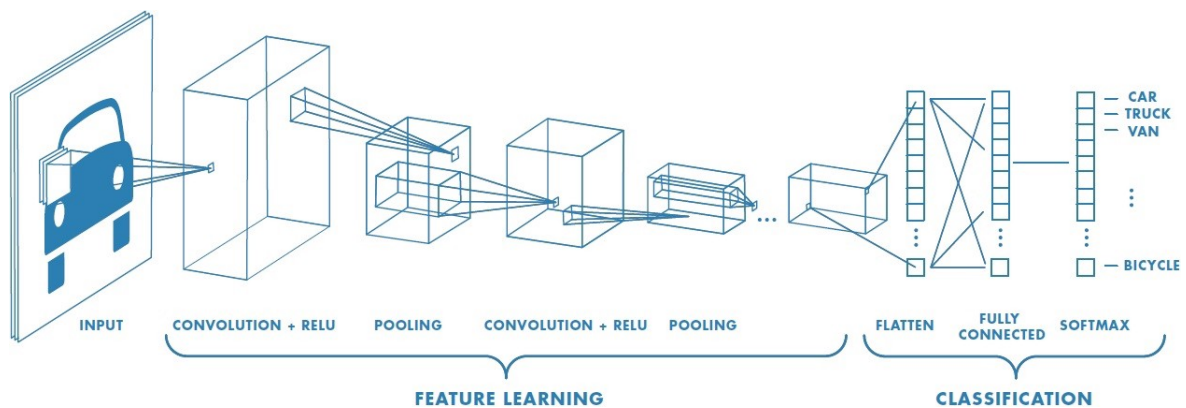 CAR
TRUCK
VAN
BICYCLE
INPUT
CONVOLUTION + RELU
POOLING
CONVOLUTION + RELU
POOLING
FLATTEN
FULLY
CONNECTED
SOFTMAX
FEATURE LEARNING
CLASSIFICATION